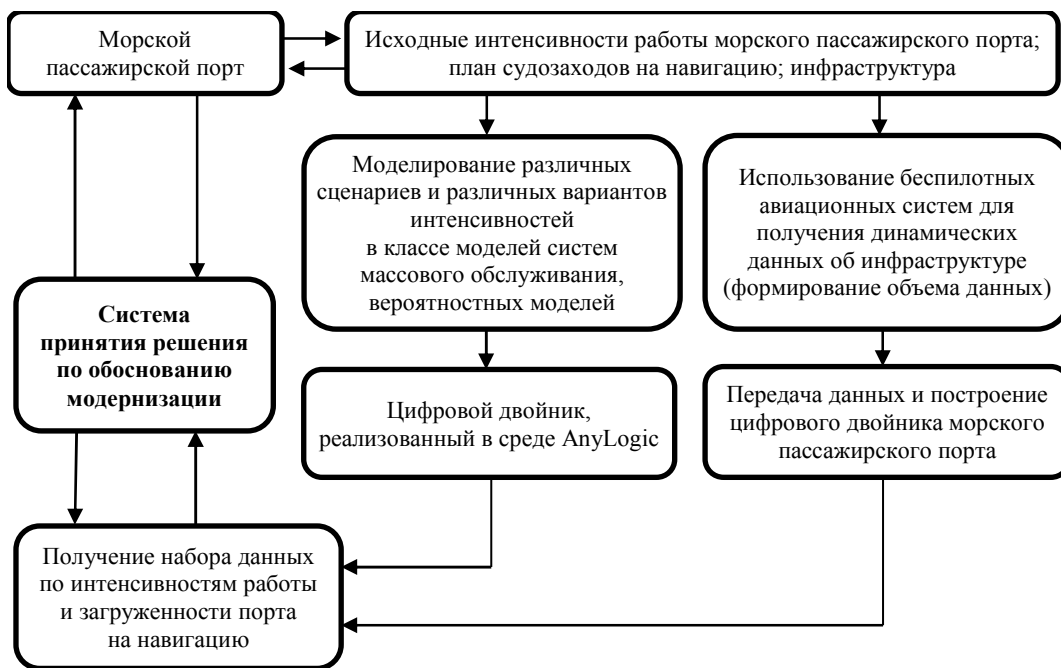 Морской
пассажирской порт
Исходные интенсивности работы морского пассажирского порта;
план судозаходов на навигацию; инфраструктура
Моделирование различных
сценариев и различных вариантов
интенсивностей
в классе моделей систем
массового обслуживания,
вероятностных моделей
Использование беспилотных
авиационных систем для
получения динамических
данных об инфраструктуре
(формирование объема данных)
Система
принятия решения
по обоснованию
модернизации
Цифровой двойник,
реализованный в среде AnyLogic
Передача данных и построение
цифрового двойника морского
пассажирского порта
Получение набора данных
по интенсивностям работы
и загруженности порта
на навигацию